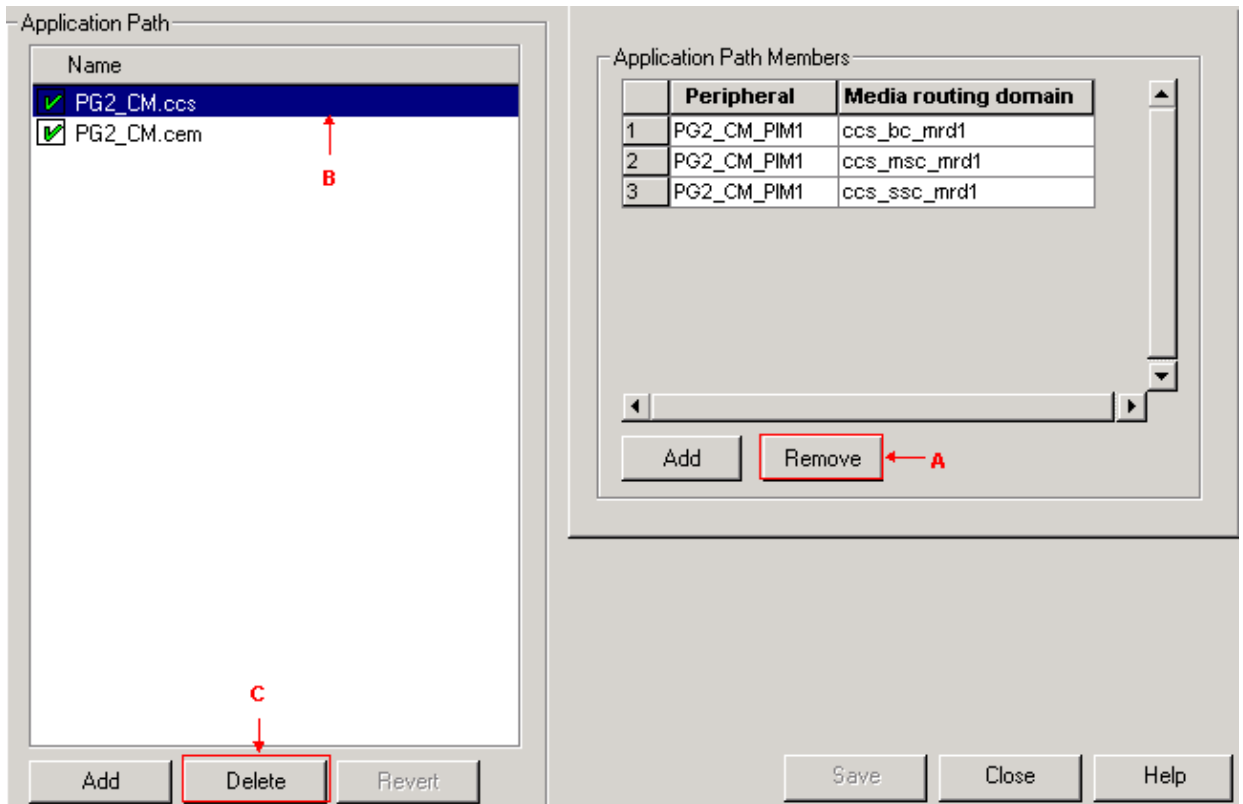 Application Path
Name
PG2_CM.ccs
PG2_CM.cem
B
C
Add
Delete
Revert
Application Path Members
Peripheral Media routing domain
1 PG2_CM_PIM1 ccs_bc_mrd1
2 PG2_CM_PIM1 ccs_msc_mrd1
3 PG2_CM_PIM1 ccs_ssc_mrd1
Add
Remove
A
Save
Close
Help